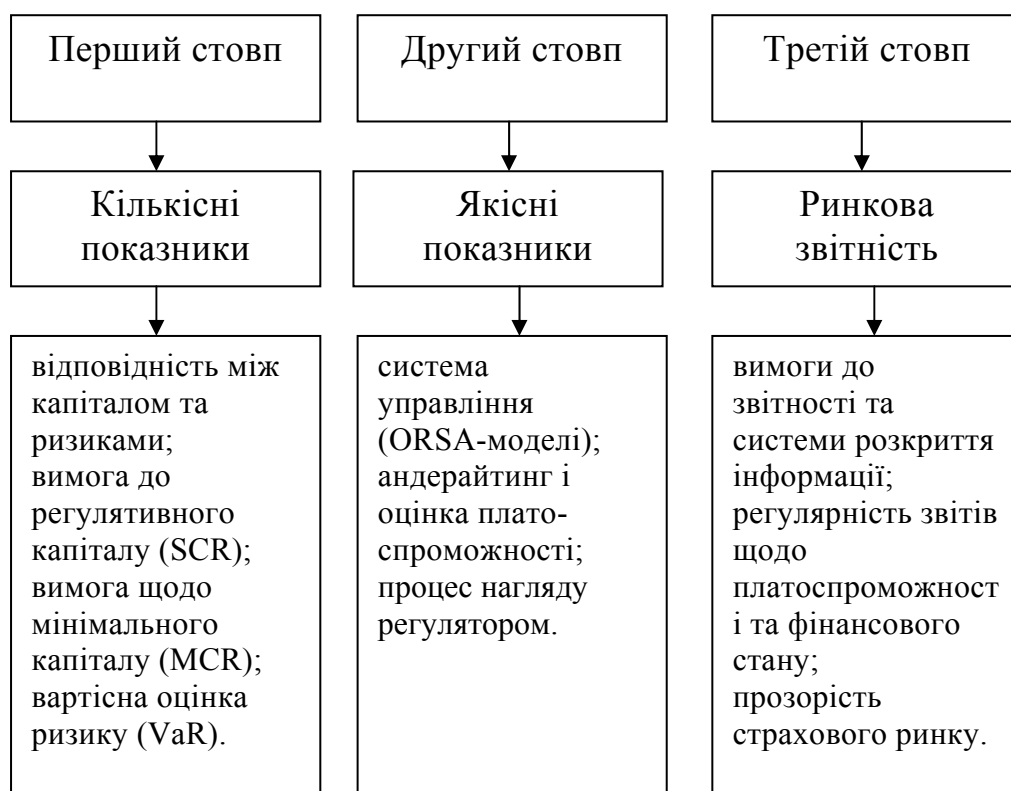 Перший стовп
Кількісні
показники
відповідність між
капіталом та
ризиками;
вимога до
регулятивного
капіталу (SCR);
вимога щодо
мінімального
капіталу (MCR);
вартісна оцінка
ризику (VaR).
Другий стовп
Якісні
показники
система
управління
(ORSA-моделі);
андерайтинг і
оцінка плато-
спроможності;
процес нагляду
регулятором.
Третій стовп
Ринкова
звітність
вимоги до
звітності та
системи розкриття
інформації;
регулярність звітів
щодо
платоспроможност
і та фінансового
стану;
прозорість
страхового ринку.